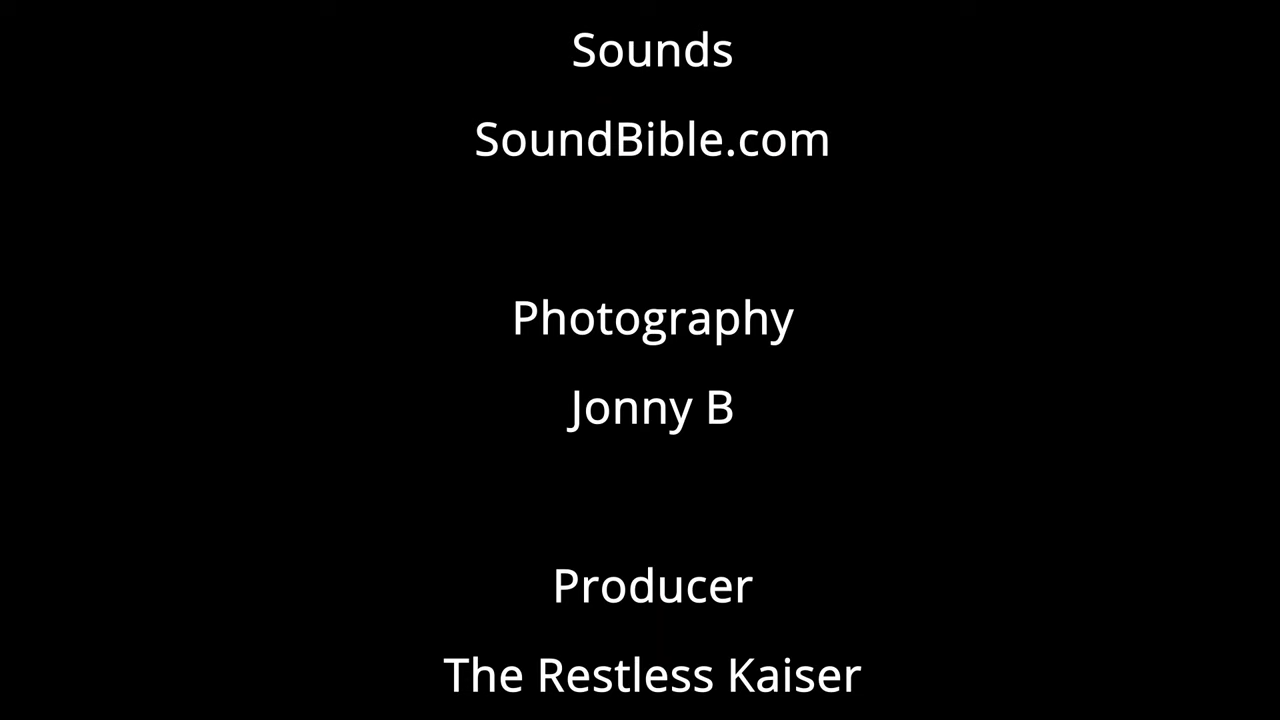 Sounds
SoundBible.com
Photography
Jonny B
Producer
The Restless Kaiser